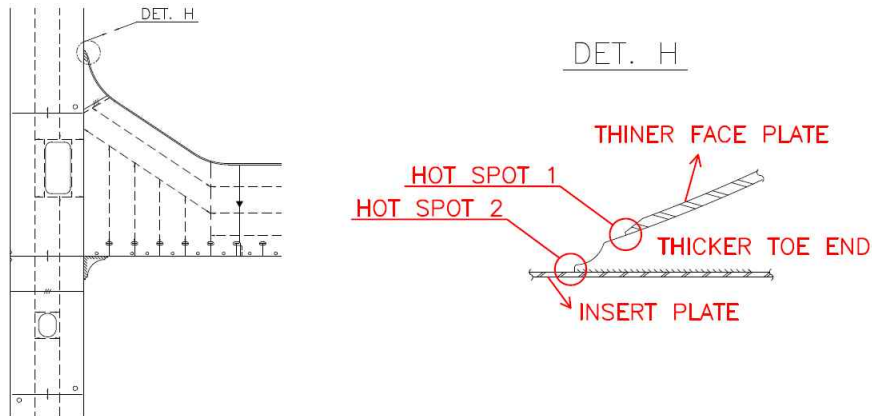 DET. H
DET. H
THINER FACE PLATE
HOT SPOT 1
HOT SPOT 2
THICKER TOE END
INSERT PLATE